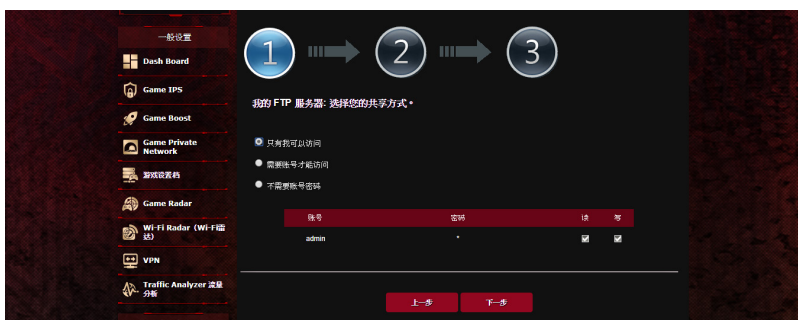 一般设置
1
2
3
Dash Board
Game IPS
Game Boost
Game Private
Network
游戏设置档
Game Radar
Wi-Fi Radar (Wi-Fi雷
达)
VPN
Traffic Analyzer 流量
分析
我的 FTP 服务器: 选择您的共享方式。
只有我可以访问
需要账号才能访问
不需要账号密码
账号 密码 读 写
admin *
上一步 下一步